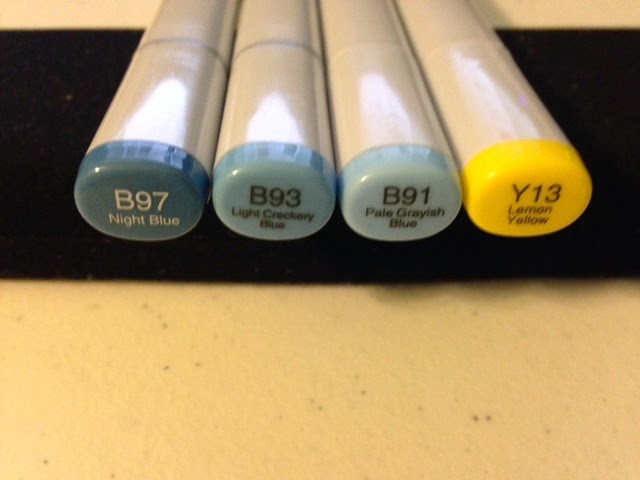 B97
Night Blue
B93
Light Crockery
Blue
B91
Pale Grayish
Blue
Y13
Lemon
Yellow